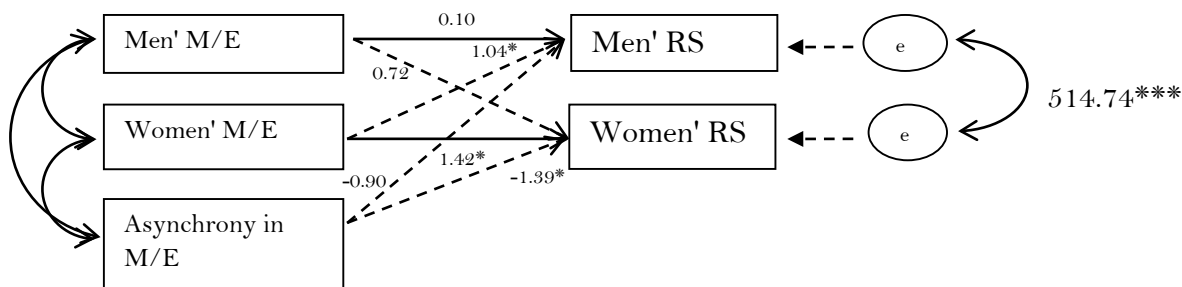 0.10
Men' M/E
1.04*
Men' RS
e
0.72
514.74***
Women' M/E
Women' RS
e
1.42*
-0.90
-1.39*
Asynchrony in
M/E